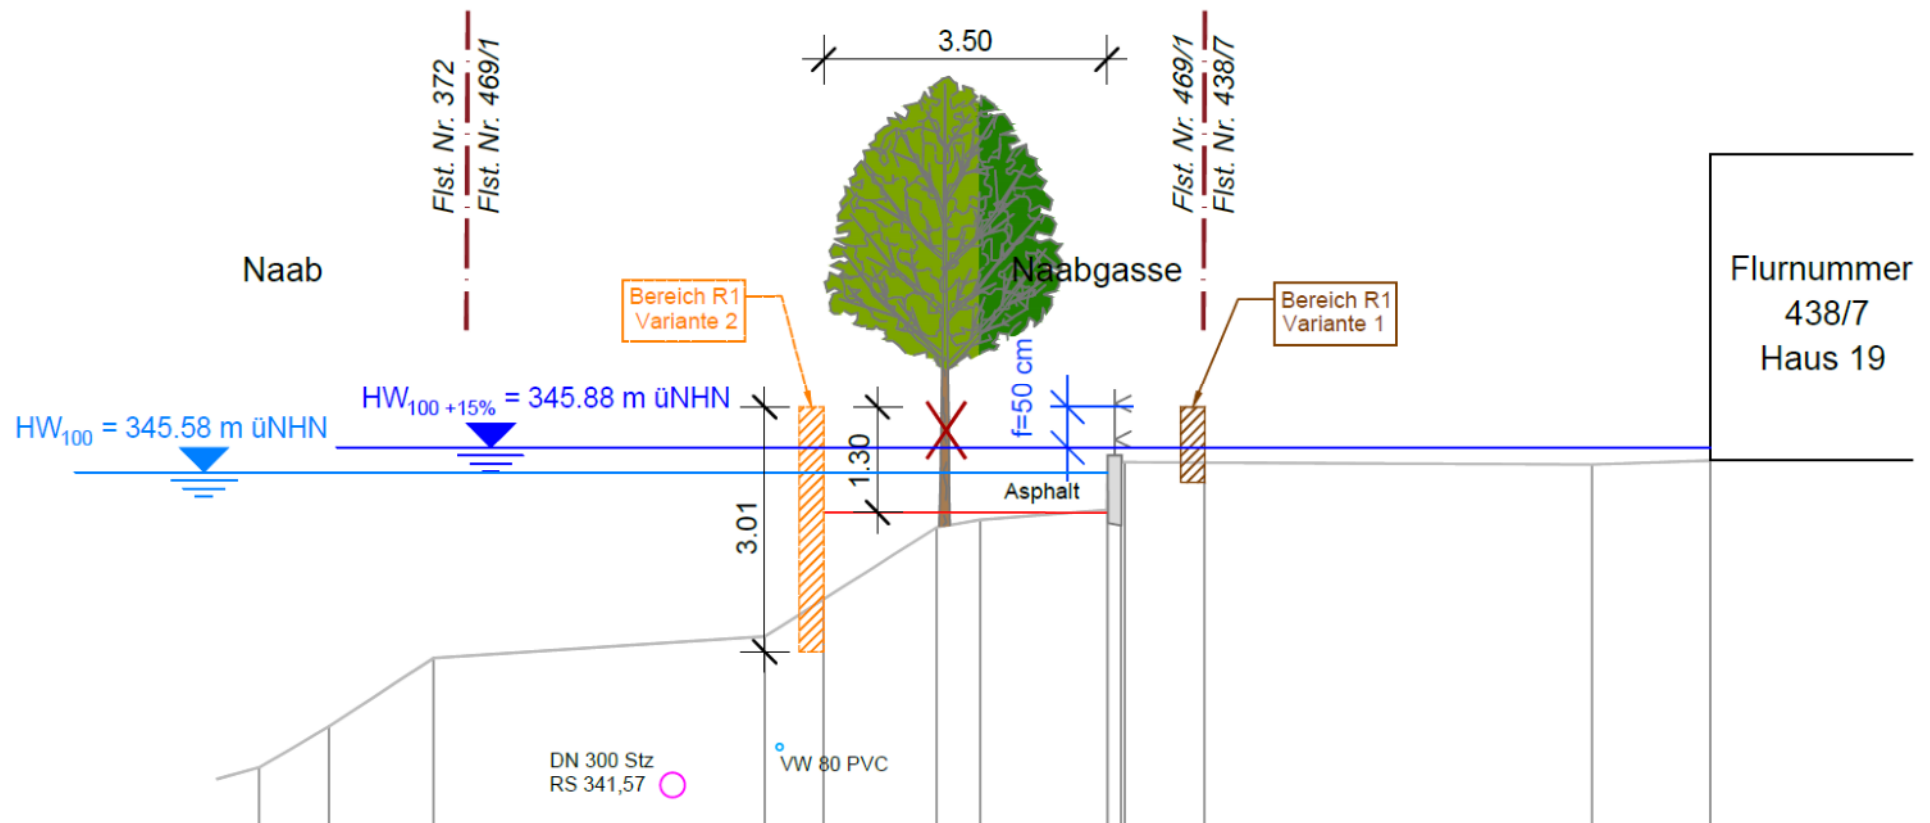 3.50
Flst. Nr. 372
Flst. Nr. 469/1
Flst. Nr. 469/1
Flst. Nr. 438/7
Naab
Naabgasse
Flurnummer
438/7
Haus 19
Bereich R1
Variante 2
Bereich R1
Variante 1
f=50 cm
HW100 +15% = 345.88 m üNHN
HW100 = 345.58 m üNHN
1.30
Asphalt
3.01
DN 300 Stz
RS 341,57
VW 80 PVC